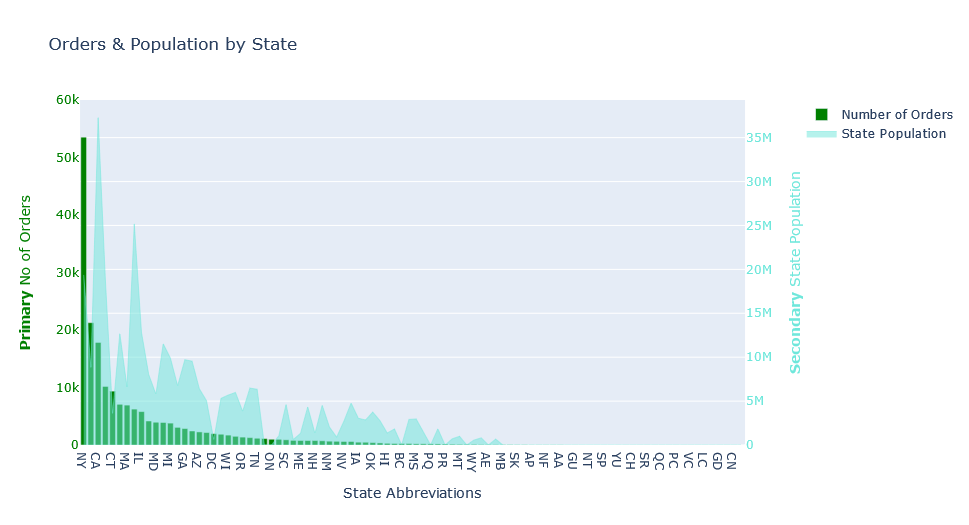 Orders & Population by State
Number of Orders
State Population
60k
50k
40k
30k
20k
10k
0
35M
30M
25M
20M
15M
10M
5M
0
Primary No of Orders
Secondary State Population
NY CA CT MA IL MD MI GA AZ DC WI OR TN ON SC ME NH NM NV IA OK HI BC MS PQ PR MT WY AE MB SK AP NF AA GU NT SP YU CH SR QC PC VC LC GD CN
State Abbreviations